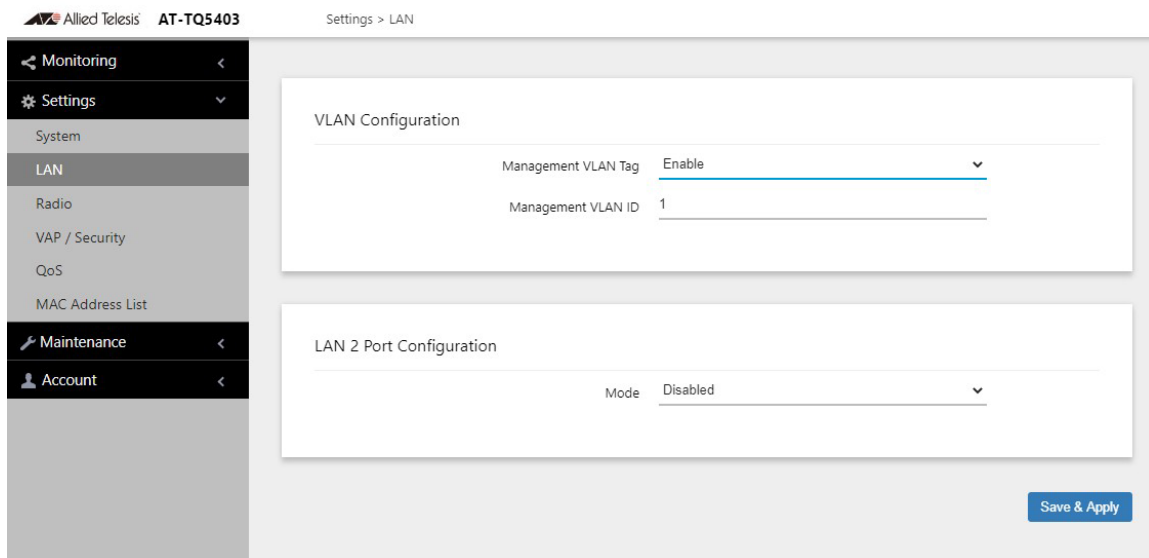 Allied Telesis AT-TQ5403 Settings > LAN
Monitoring
Settings
System
LAN
Radio
VAP / Security
QoS
MAC Address List
Maintenance
Account
VLAN Configuration
Management VLAN Tag Enable
Management VLAN ID 1
LAN 2 Port Configuration
Mode Disabled
Save & Apply